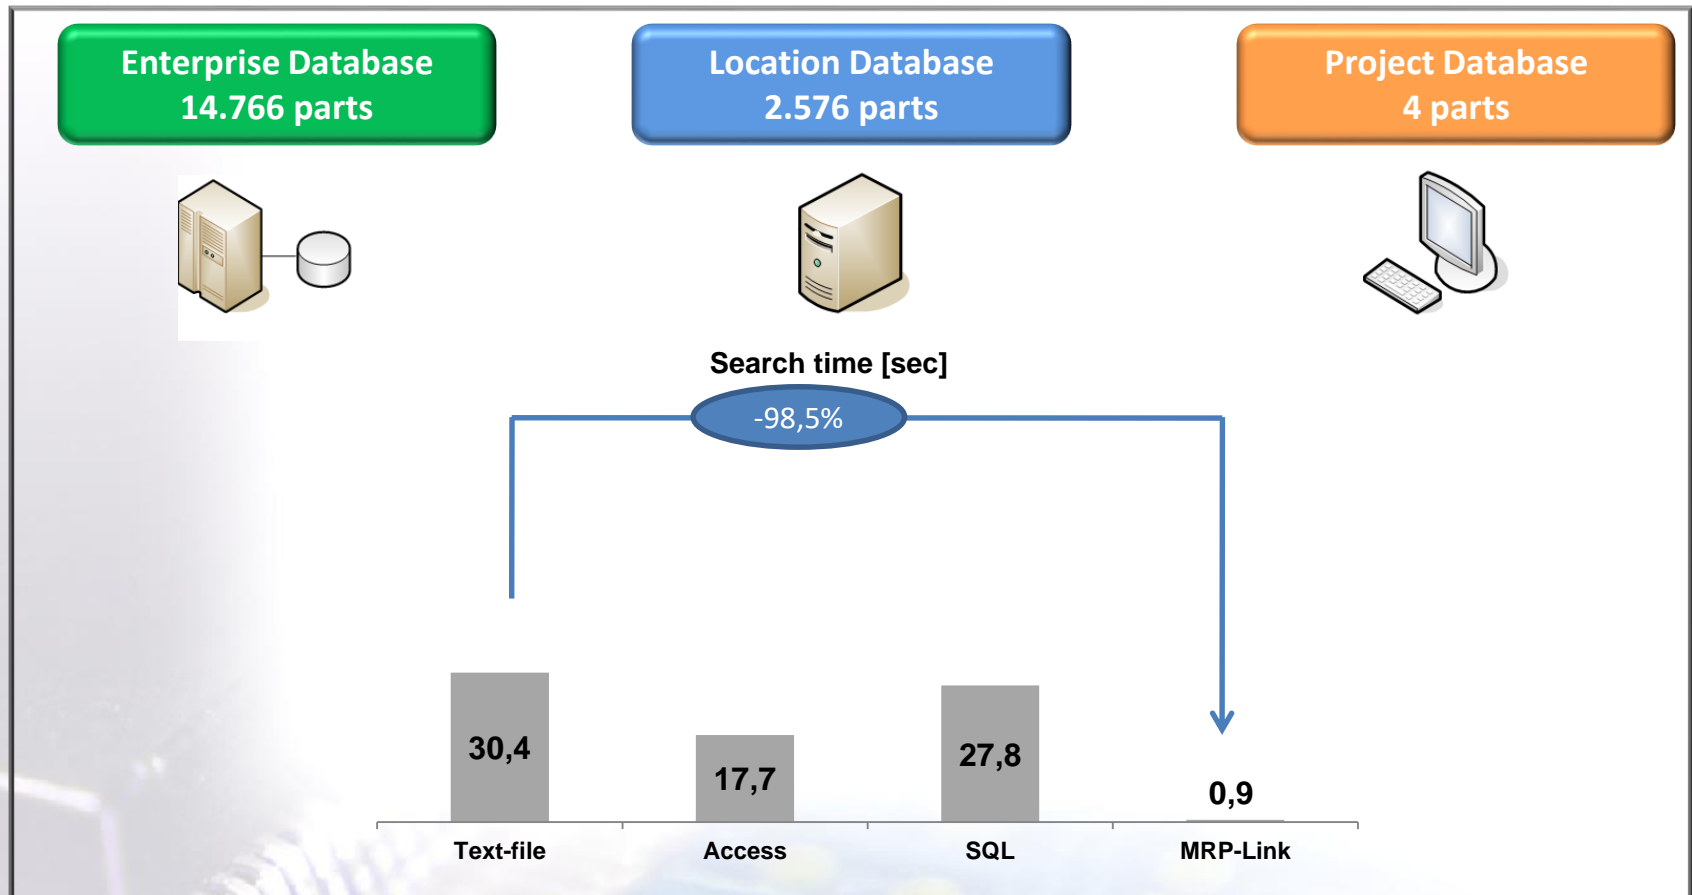 Enterprise Database
14.766 parts
Location Database
2.576 parts
Project Database
4 parts
Search time [sec]
-98,5%
30,4
17,7
27,8
0,9
Text-file
Access
SQL
MRP-Link